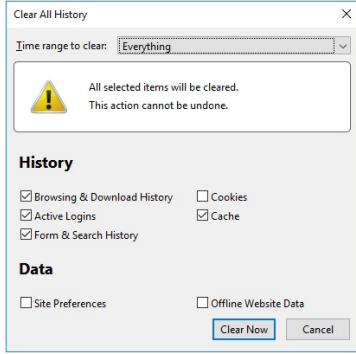 Clear All History
Time range to clear: Everything
All selected items will be cleared.
This action cannot be undone.
History
Browsing & Download History Cookies
Active Logins Cache
Form & Search History
Data
Site Preferences Offline Website Data
Clear Now Cancel